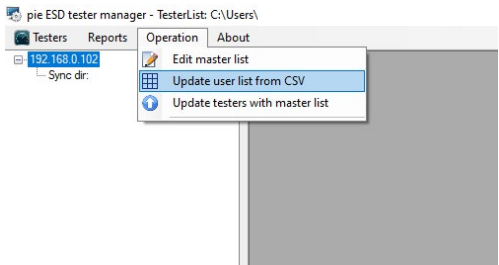 pie ESD tester manager - TesterList: C:\Users\
Testers Reports Operation About
192.168.0.102
Sync dir:
Edit master list
Update user list from CSV
Update testers with master list